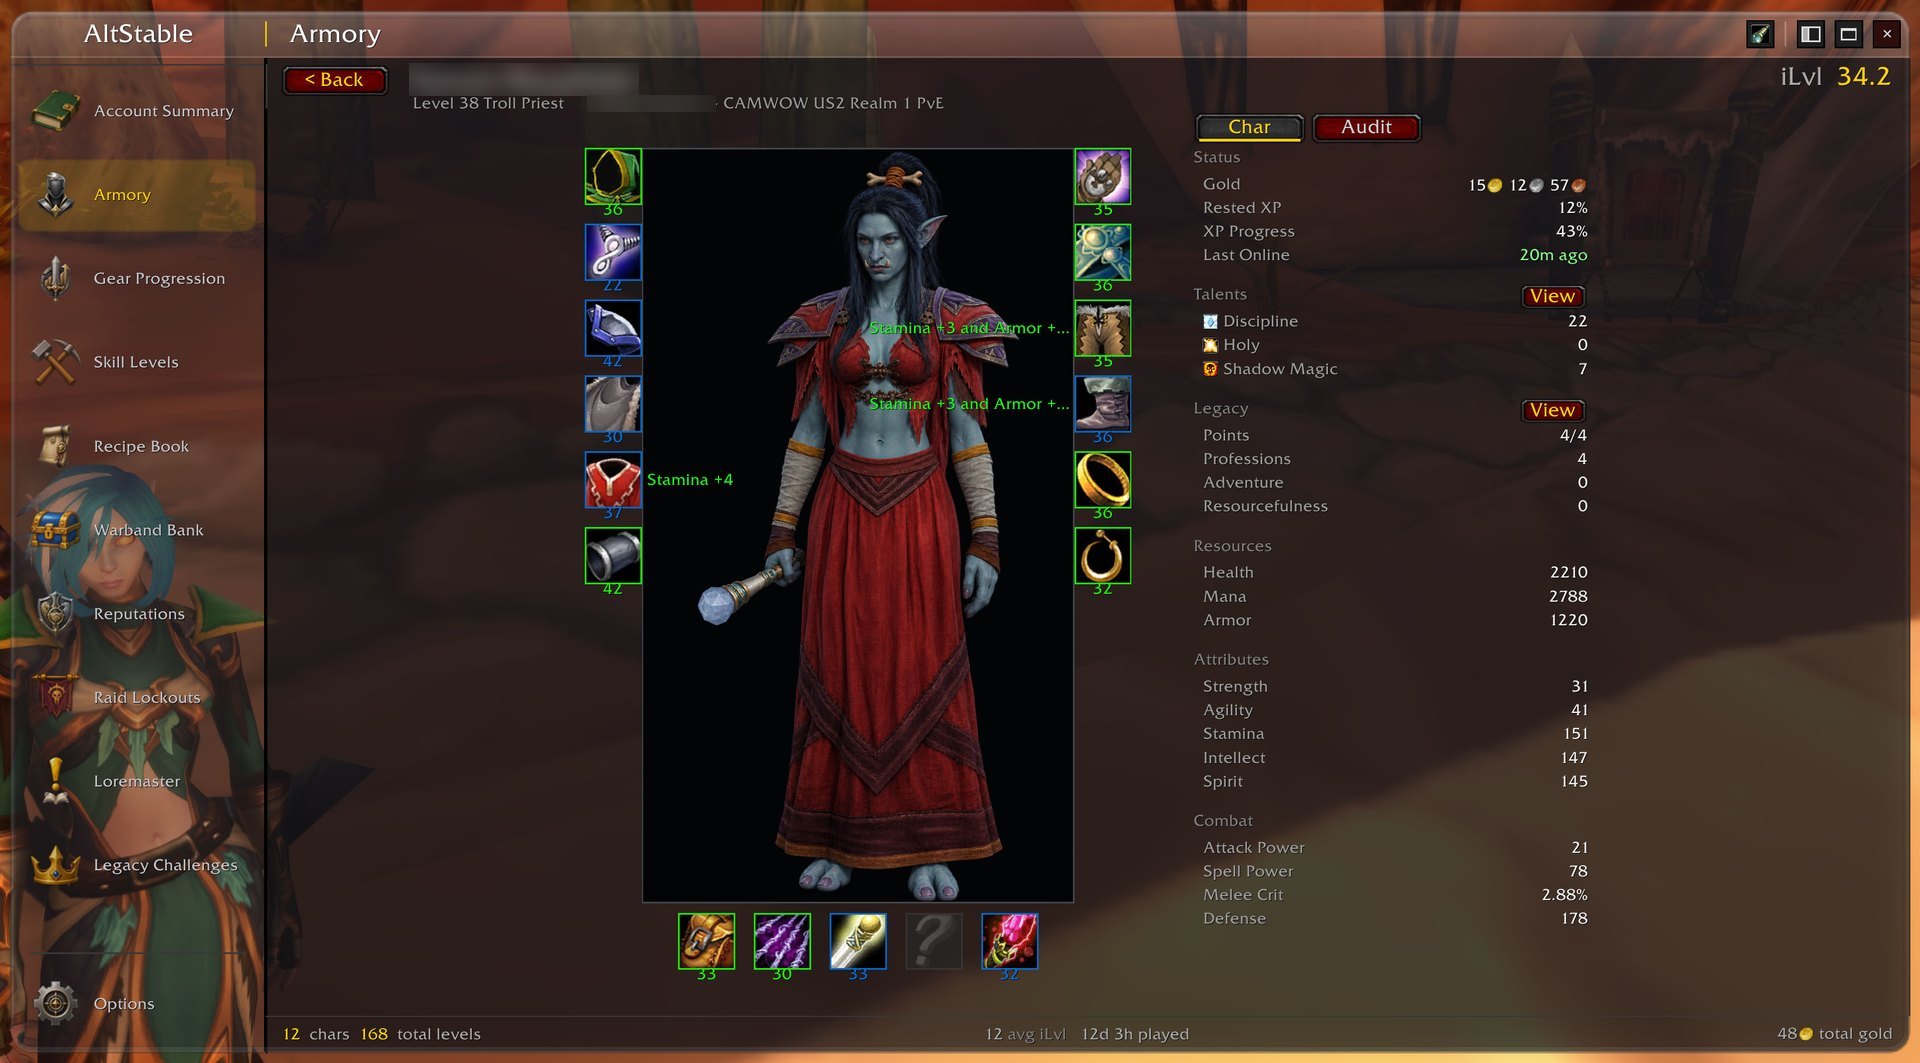 AltStable
Armory
< Back
Level 38 Troll Priest
· CAMWOW US2 Realm 1 PvE
iLvl 34.2
Account Summary
Armory
Gear Progression
Skill Levels
Recipe Book
Warband Bank
Reputations
Raid Lockouts
Loremaster
Legacy Challenges
Options
36
22
42
30
37
42
Stamina +4
Stamina +3 and Armor +...
Stamina +3 and Armor +...
35
36
35
36
36
32
33
30
33
?
32
Char
Audit
Status
Gold 15 12 57
Rested XP 12%
XP Progress 43%
Last Online 20m ago
Talents View
Discipline 22
Holy 0
Shadow Magic 7
Legacy View
Points 4/4
Professions 4
Adventure 0
Resourcefulness 0
Resources
Health 2210
Mana 2788
Armor 1220
Attributes
Strength 31
Agility 41
Stamina 151
Intellect 147
Spirit 145
Combat
Attack Power 21
Spell Power 78
Melee Crit 2.88%
Defense 178
12 chars 168 total levels
12 avg iLvl 12d 3h played
48 total gold